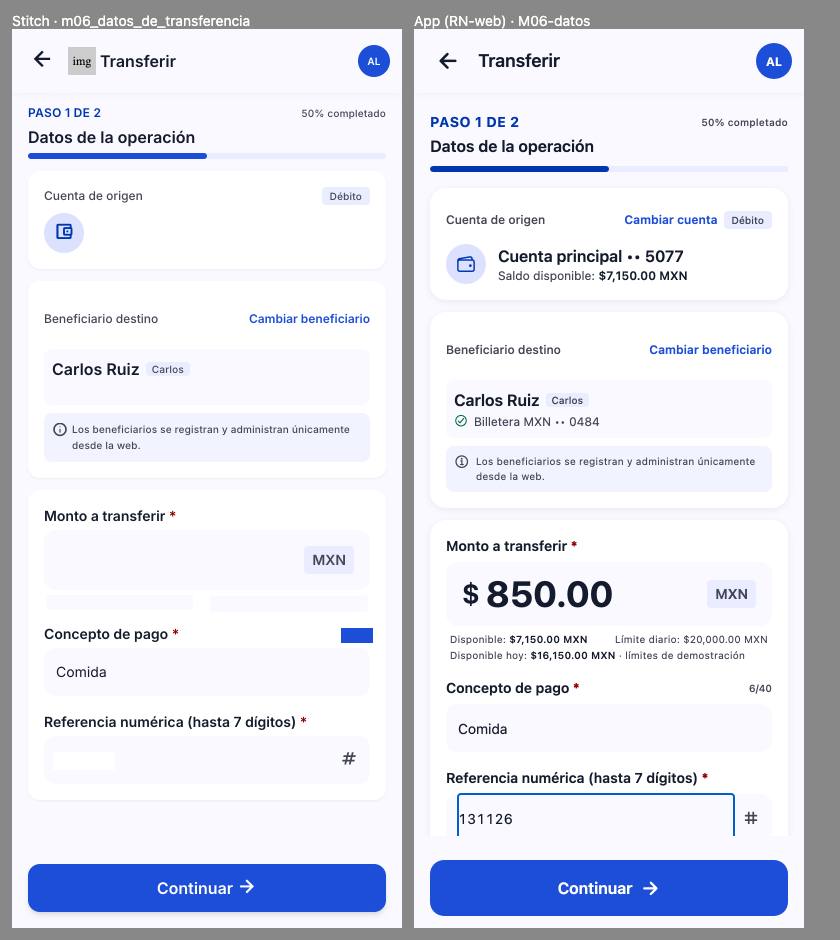 Stitch · m06_datos_de_transferencia
img Transferir
AL
PASO 1 DE 2
50% completado
Datos de la operación
Cuenta de origen
Débito
Beneficiario destino
Cambiar beneficiario
Carlos Ruiz Carlos
Los beneficiarios se registran y administran únicamente
desde la web.
Monto a transferir *
MXN
Concepto de pago *
Comida
Referencia numérica (hasta 7 dígitos) *
#
Continuar →
App (RN-web) · M06-datos
Transferir
AL
PASO 1 DE 2
50% completado
Datos de la operación
Cuenta de origen
Cambiar cuenta Débito
Cuenta principal •• 5077
Saldo disponible: $7,150.00 MXN
Beneficiario destino
Cambiar beneficiario
Carlos Ruiz Carlos
Billetera MXN •• 0484
Los beneficiarios se registran y administran únicamente
desde la web.
Monto a transferir *
$ 850.00 MXN
Disponible: $7,150.00 MXN
Límite diario: $20,000.00 MXN
Disponible hoy: $16,150.00 MXN · límites de demostración
Concepto de pago *
6/40
Comida
Referencia numérica (hasta 7 dígitos) *
131126 #
Continuar →